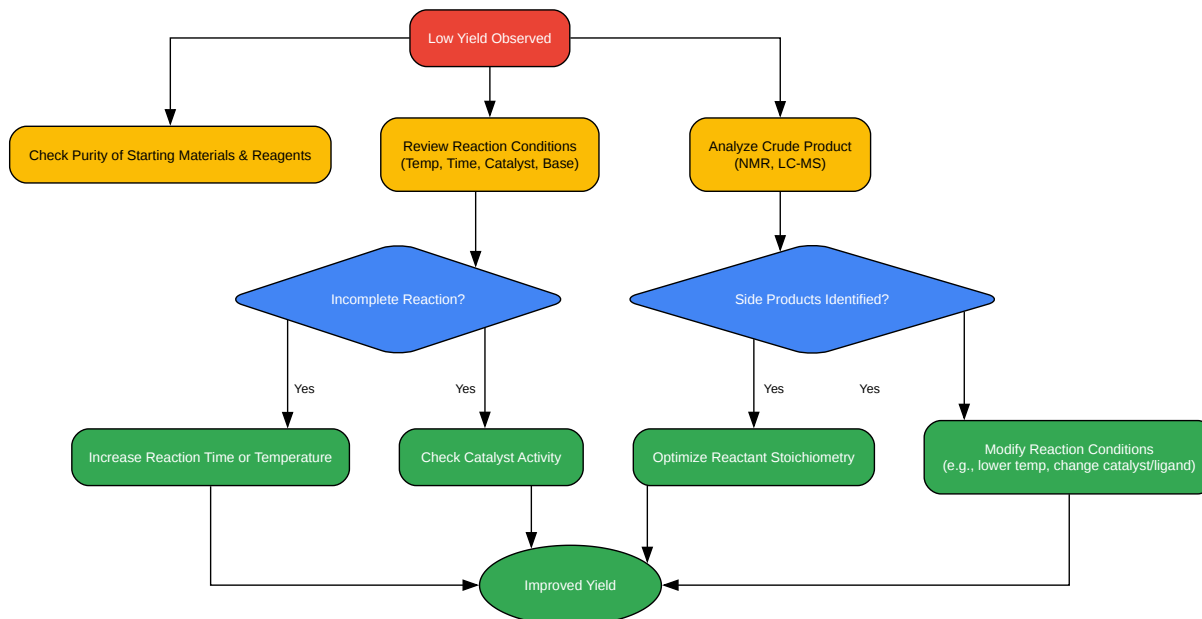 Low Yield Observed
Check Purity of Starting Materials & Reagents
Review Reaction Conditions
(Temp, Time, Catalyst, Base)
Analyze Crude Product
(NMR, LC-MS)
Incomplete Reaction?
Side Products Identified?
Yes
Yes
Yes
Yes
Increase Reaction Time or Temperature
Check Catalyst Activity
Optimize Reactant Stoichiometry
Modify Reaction Conditions
(e.g., lower temp, change catalyst/ligand)
Improved Yield